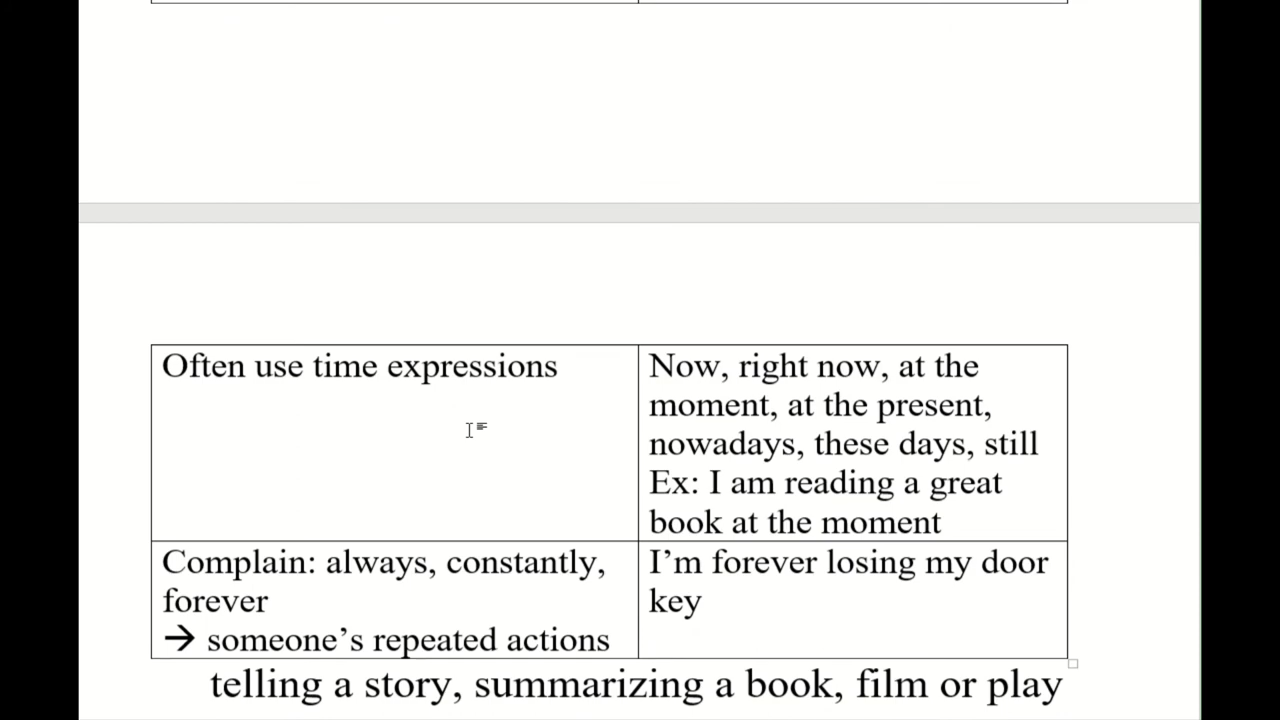 Often use time expressions
Now, right now, at the
moment, at the present,
nowadays, these days, still
Ex: I am reading a great
book at the moment
Complain: always, constantly,
forever
→ someone’s repeated actions
I’m forever losing my door
key
telling a story, summarizing a book, film or play